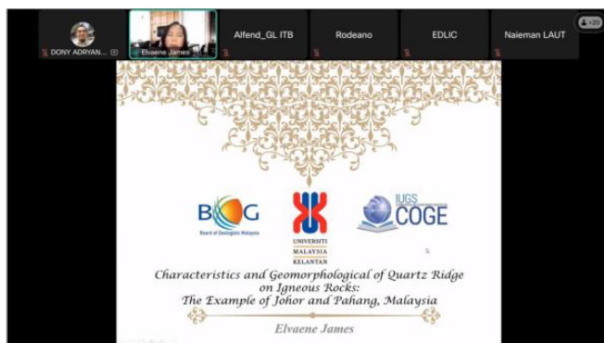 DONY ADRYAN...
Elvaene James
Alfend_GL ITB
Rodeano
EDLIC
Naieman LAUT
+20
BOG
Board of Geologists Malaysia
UNIVERSITI
MALAYSIA
KELANTAN
IUGS
COGE
Characteristics and Geomorphological of Quartz Ridge
on Igneous Rocks:
The Example of Johor and Pahang, Malaysia
Elvaene James